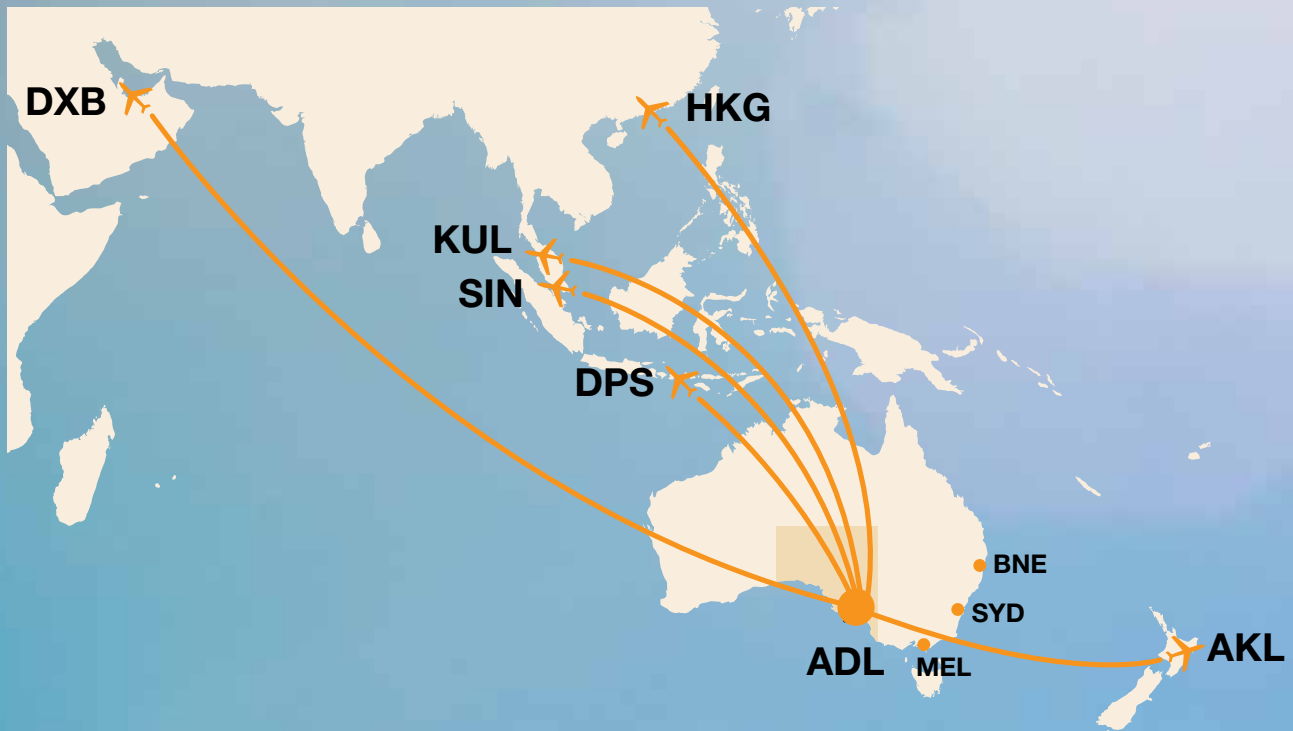 DXB
HKG
KUL
SIN
DPS
BNE
SYD
ADL
MEL
AKL